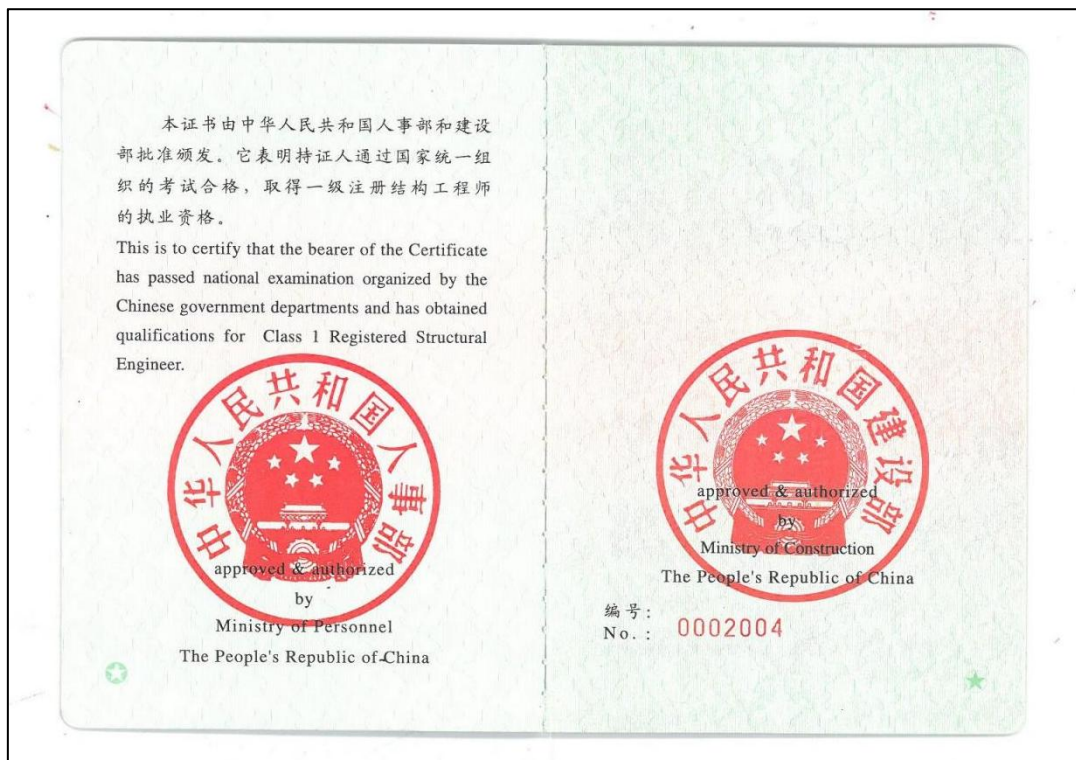 本证书由中华人民共和国人事部和建设
部批准颁发。它表明持证人通过国家统一组
织的考试合格，取得一级注册结构工程师
的执业资格。
This is to certify that the bearer of the Certificate
has passed national examination organized by the
Chinese government departments and has obtained
qualifications for Class 1 Registered Structural
Engineer.
中华人民共和国人事部
approved & authorized
by
Ministry of Personnel
The People's Republic of China
中华人民共和国建设部
approved & authorized
by
Ministry of Construction
The People's Republic of China
编号:
No.: 0002004